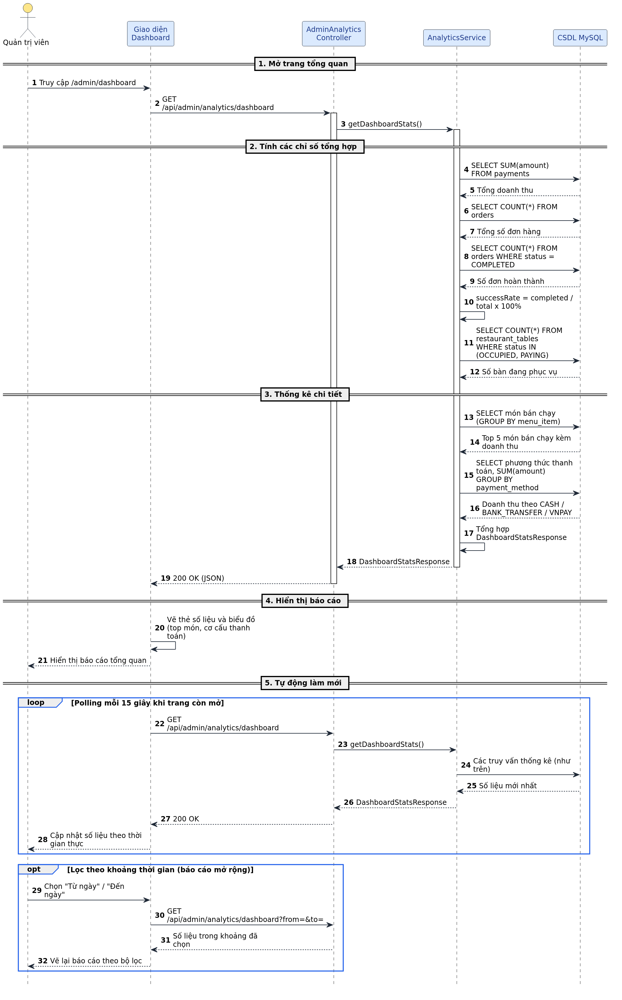 Quản trị viên
Giao diện
Dashboard
AdminAnalytics
Controller
AnalyticsService
CSDL MySQL
1. Mở trang tổng quan
1 Truy cập /admin/dashboard
2 GET
/api/admin/analytics/dashboard
3 getDashboardStats()
2. Tính các chỉ số tổng hợp
4 SELECT SUM(amount)
FROM payments
5 Tổng doanh thu
6 SELECT COUNT(*) FROM
orders
7 Tổng số đơn hàng
8 SELECT COUNT(*) FROM
orders WHERE status =
COMPLETED
9 Số đơn hoàn thành
10 successRate = completed /
total x 100%
11 SELECT COUNT(*) FROM
restaurant_tables
WHERE status IN
(OCCUPIED, PAYING)
12 Số bàn đang phục vụ
3. Thống kê chi tiết
13 SELECT món bán chạy
(GROUP BY menu_item)
14 Top 5 món bán chạy kèm
doanh thu
15 SELECT phương thức thanh
toán, SUM(amount)
GROUP BY
payment_method
16 Doanh thu theo CASH /
BANK_TRANSFER / VNPAY
17 Tổng hợp
DashboardStatsResponse
18 DashboardStatsResponse
19 200 OK (JSON)
4. Hiển thị báo cáo
20 Vẽ thẻ số liệu và biểu đồ
(top món, cơ cấu thanh
toán)
21 Hiển thị báo cáo tổng quan
5. Tự động làm mới
loop [Polling mỗi 15 giây khi trang còn mở]
22 GET
/api/admin/analytics/dashboard
23 getDashboardStats()
24 Các truy vấn thống kê (như
trên)
25 Số liệu mới nhất
26 DashboardStatsResponse
27 200 OK
28 Cập nhật số liệu theo thời
gian thực
opt [Lọc theo khoảng thời gian (báo cáo mở rộng)]
29 Chọn "Từ ngày" / "Đến
ngày"
30 GET
/api/admin/analytics/dashboard?from=&to=
31 Số liệu trong khoảng đã
chọn
32 Vẽ lại báo cáo theo bộ lọc